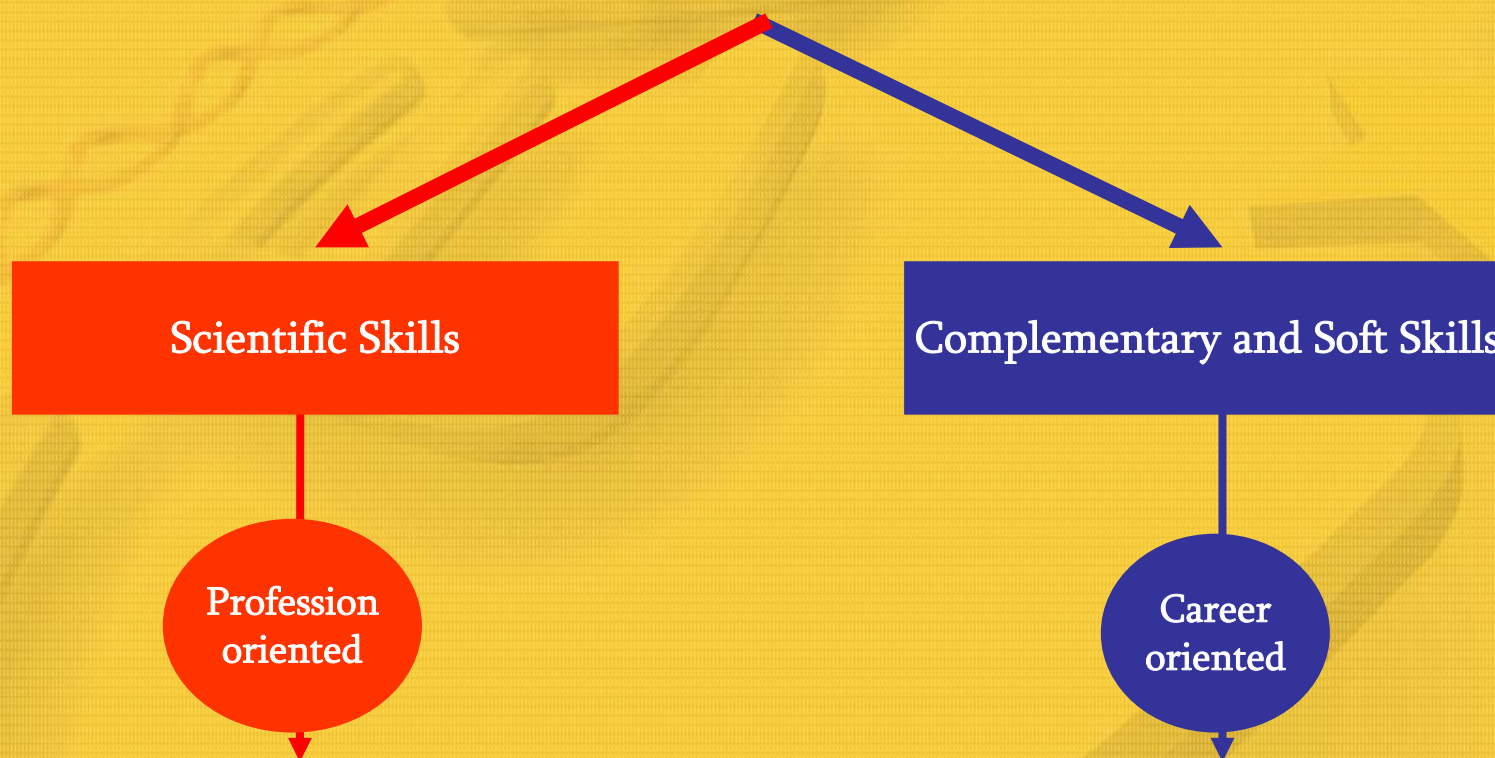 Scientific Skills
Complementary and Soft Skills
Profession
oriented
Career
oriented